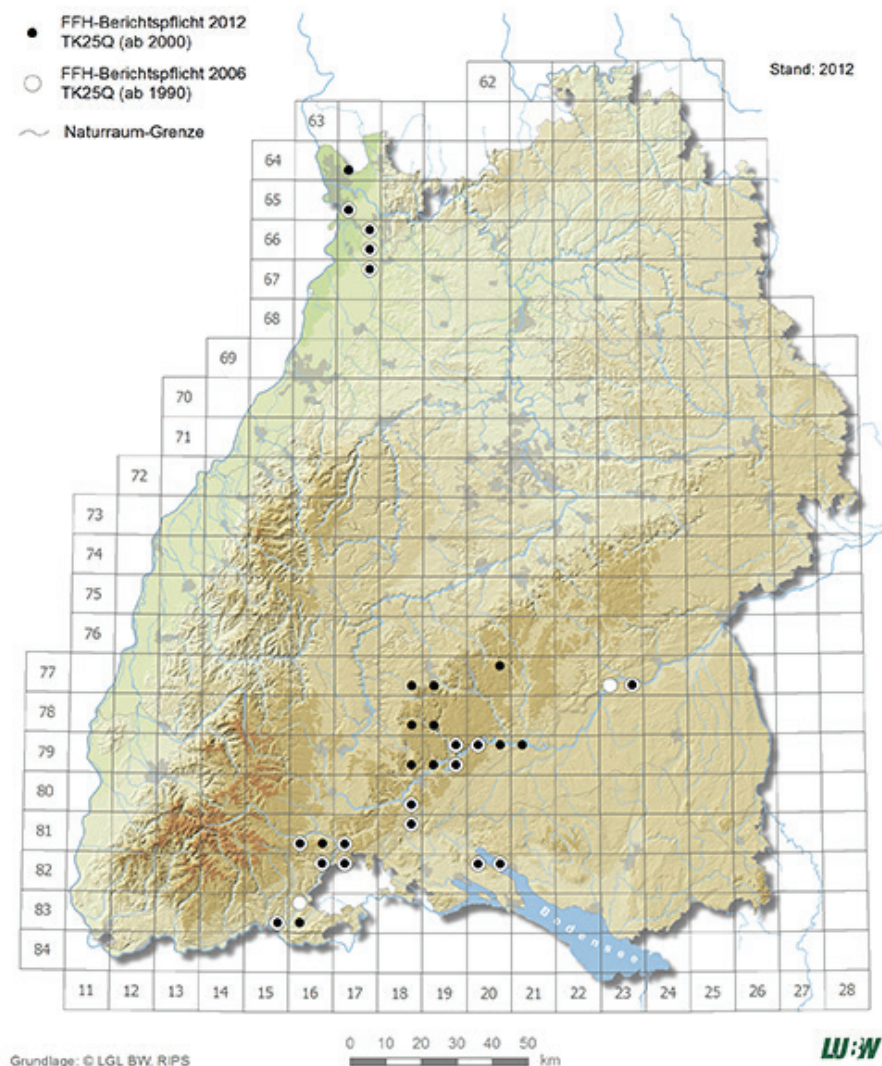 FFH-Berichtspflicht 2012
TK25Q (ab 2000)
FFH-Berichtspflicht 2006
TK25Q (ab 1990)
Naturraum-Grenze
Stand: 2012
62
63
64
65
66
67
68
69
70
71
72
73
74
75
76
77
78
79
80
81
82
83
84
Bodensee
11 12 13 14 15 16 17 18 19 20 21 22 23 24 25 26 27 28
0 10 20 30 40 50
km
Grundlage: © LGL BW, RIPS
LUBW